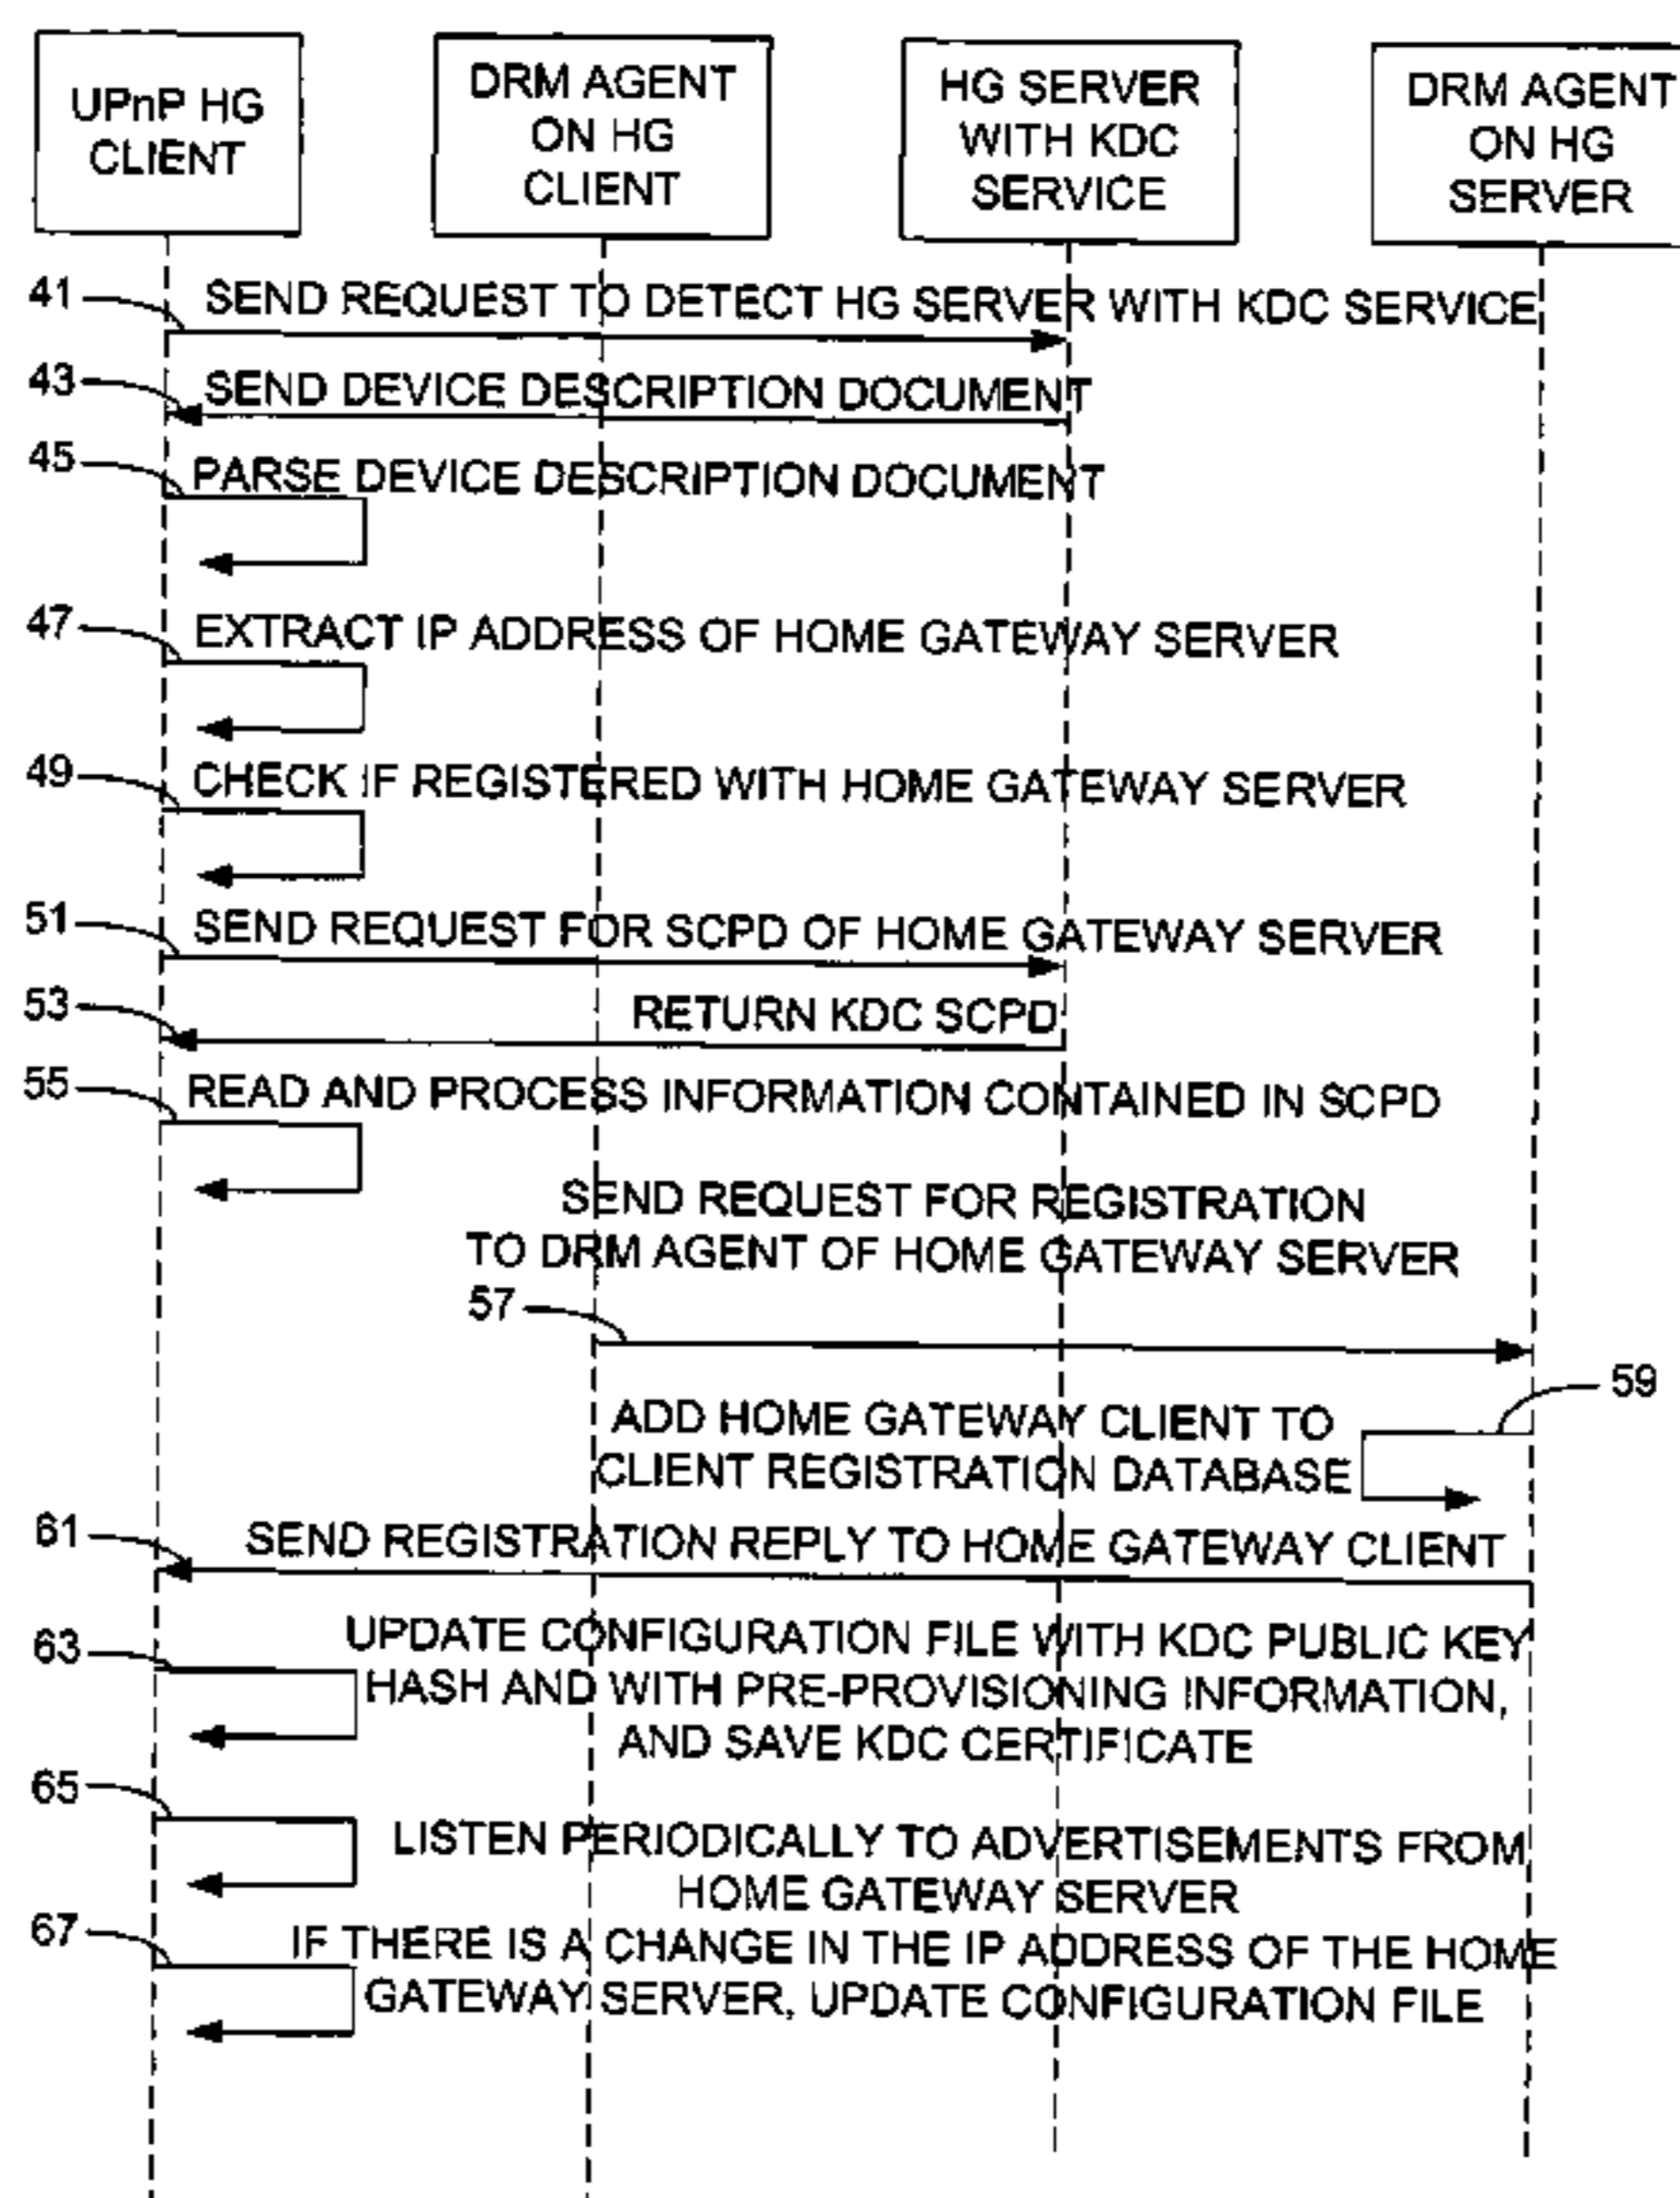 UPnP HG
CLIENT
DRM AGENT
ON HG
CLIENT
HG SERVER
WITH KDC
SERVICE
DRM AGENT
ON HG
SERVER
41
SEND REQUEST TO DETECT HG SERVER WITH KDC SERVICE
43
SEND DEVICE DESCRIPTION DOCUMENT
45
PARSE DEVICE DESCRIPTION DOCUMENT
47
EXTRACT IP ADDRESS OF HOME GATEWAY SERVER
49
CHECK IF REGISTERED WITH HOME GATEWAY SERVER
51
SEND REQUEST FOR SCPD OF HOME GATEWAY SERVER
53
RETURN KDC SCPD
55
READ AND PROCESS INFORMATION CONTAINED IN SCPD
SEND REQUEST FOR REGISTRATION
TO DRM AGENT OF HOME GATEWAY SERVER
57
59
ADD HOME GATEWAY CLIENT TO
CLIENT REGISTRATION DATABASE
61
SEND REGISTRATION REPLY TO HOME GATEWAY CLIENT
63
UPDATE CONFIGURATION FILE WITH KDC PUBLIC KEY
HASH AND WITH PRE-PROVISIONING INFORMATION,
AND SAVE KDC CERTIFICATE
65
LISTEN PERIODICALLY TO ADVERTISEMENTS FROM
HOME GATEWAY SERVER
67
IF THERE IS A CHANGE IN THE IP ADDRESS OF THE HOME
GATEWAY SERVER, UPDATE CONFIGURATION FILE